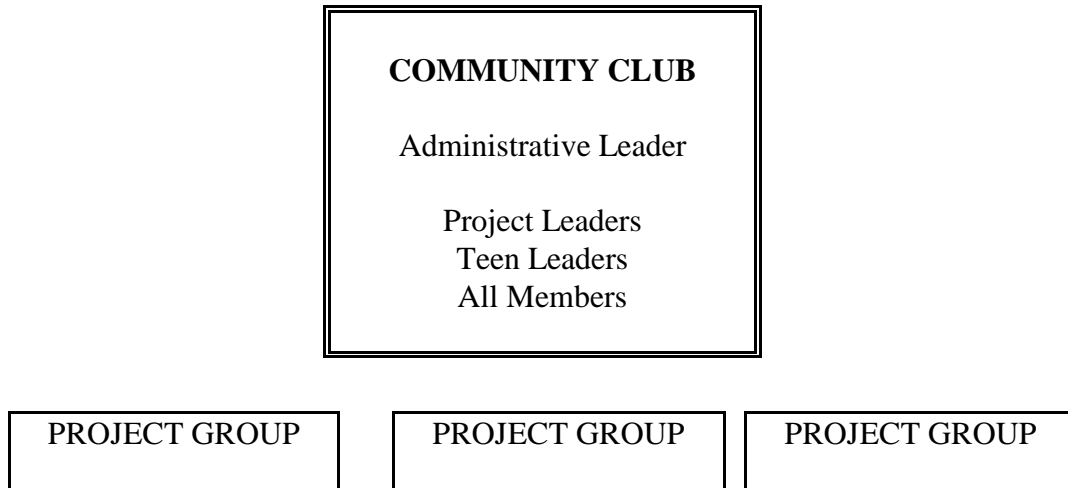 COMMUNITY CLUB
Administrative Leader
Project Leaders
Teen Leaders
All Members
PROJECT GROUP
PROJECT GROUP
PROJECT GROUP